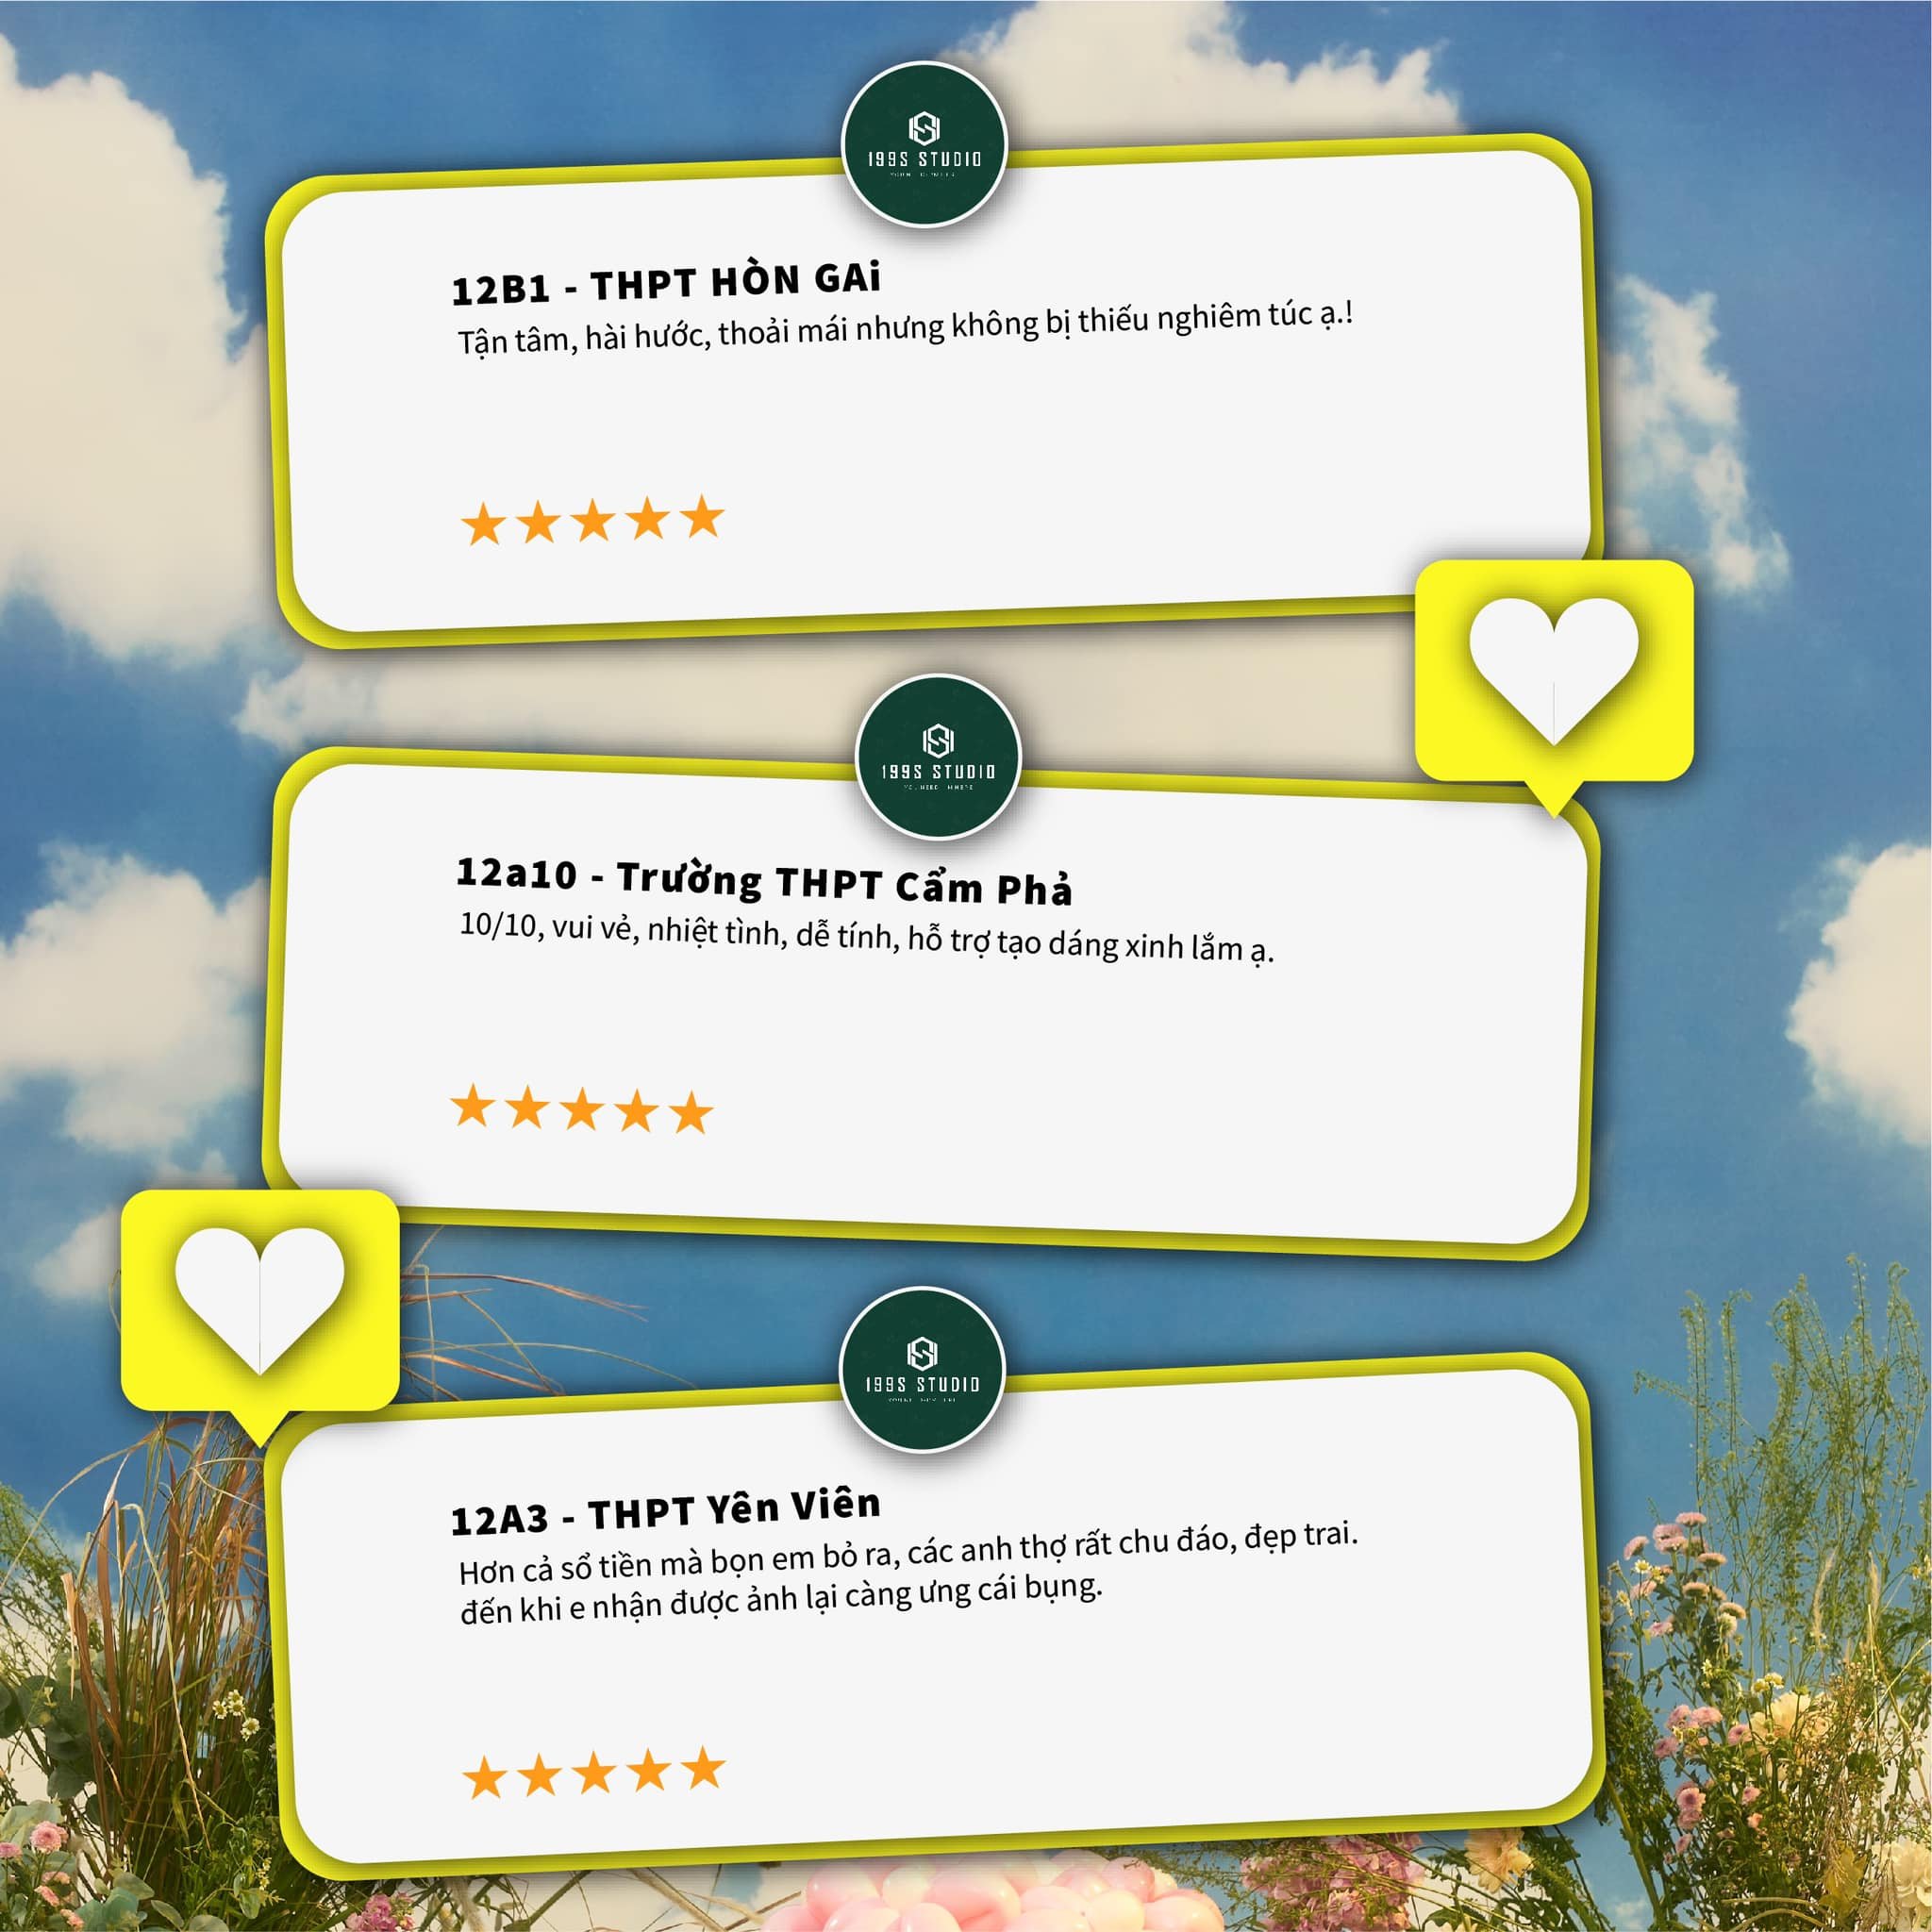 199S STUDIO
12B1 - THPT HÒN GAi
Tận tâm, hài hước, thoải mái nhưng không bị thiếu nghiêm túc ạ.!
199S STUDIO
12a10 - Trường THPT Cẩm Phả
10/10, vui vẻ, nhiệt tình, dễ tính, hỗ trợ tạo dáng xinh lắm ạ.
199S STUDIO
12A3 - THPT Yên Viên
Hơn cả số tiền mà bọn em bỏ ra, các anh thợ rất chu đáo, đẹp trai.
đến khi e nhận được ảnh lại càng ưng cái bụng.